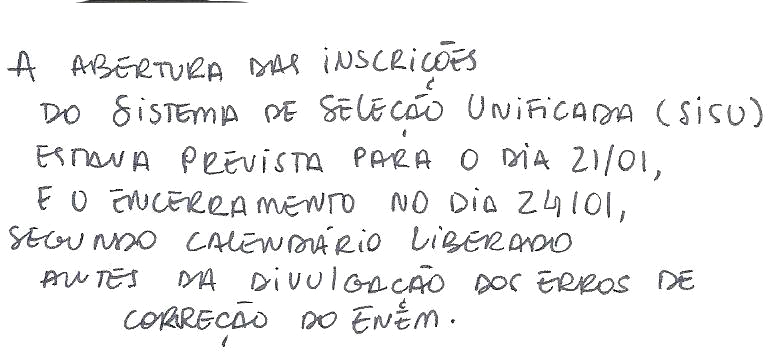 A ABERTURA DAS INSCRIÇÕES
DO SISTEMA DE SELEÇÃO UNIFICADA (SiSU)
ESTAVA PREVISTA PARA O DIA 21/01,
E O ENCERRAMENTO NO DIA 24/01,
SEGUNDO CALENDÁRIO LIBERADO
ANTES DA DIVULGAÇÃO DOS ERROS DE
CORREÇÃO DO ENEM.